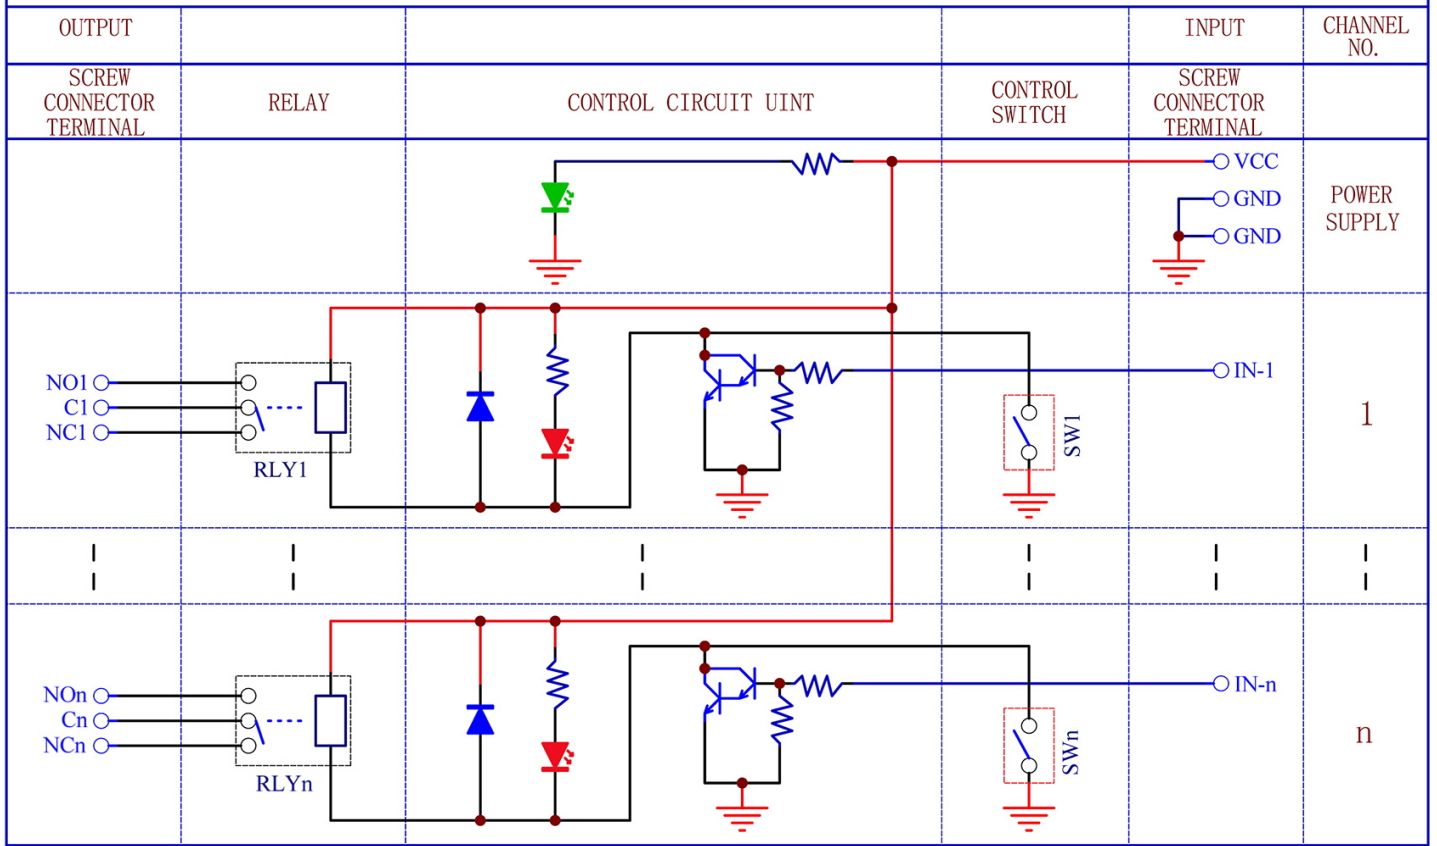 OUTPUT
INPUT
CHANNEL
NO.
SCREW
CONNECTOR
TERMINAL
RELAY
CONTROL CIRCUIT UINT
CONTROL
SWITCH
SCREW
CONNECTOR
TERMINAL
VCC
GND
GND
POWER
SUPPLY
NO1
C1
NC1
RLY1
SW1
IN-1
1
NOn
Cn
NCn
RLYn
SWn
IN-n
n